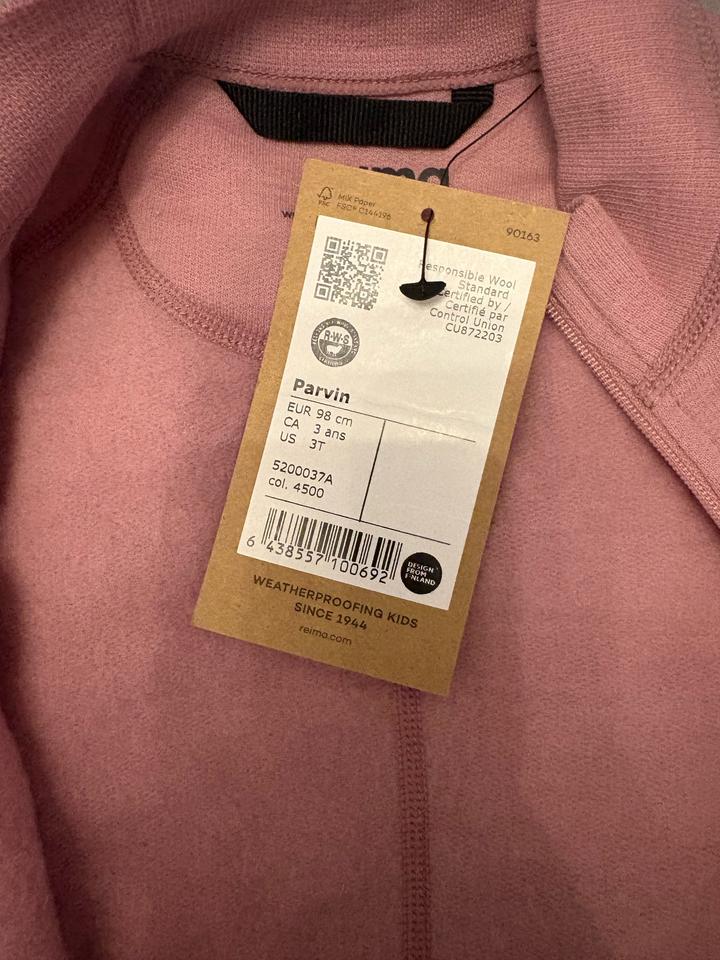 FSC
MIX Paper
FSC® C144196
90163
Responsible Wool
Standard
Certified by /
Certifié par
Control Union
CU872203
R•W•S
Parvin
EUR 98 cm
CA 3 ans
US 3T
5200037A
col. 4500
6 438557 100692
DESIGN
FROM
FINLAND
WEATHERPROOFING KIDS
SINCE 1944
reima.com